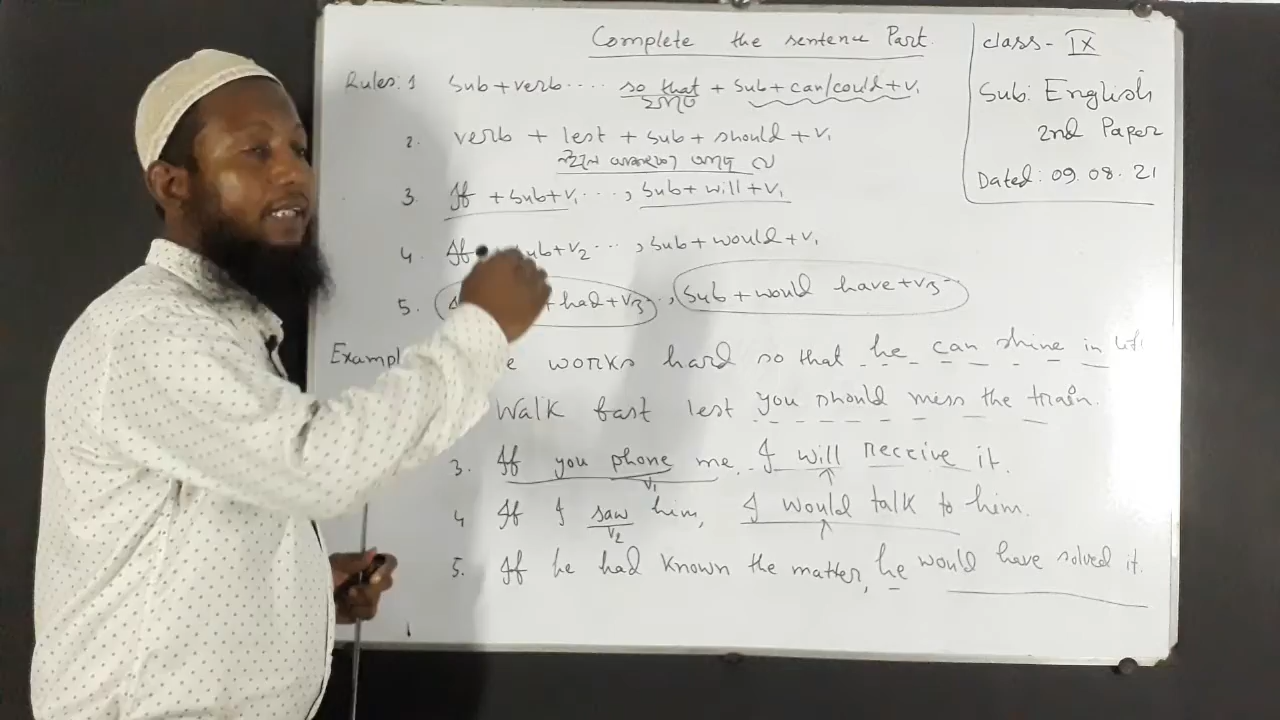 Complete the sentence Part.
class - IX
Sub: English
2nd Paper
Dated: 09.08.21
Rules: 1 Sub + verb .... so that + Sub + can/could + v1
2. verb + lest + sub + should + v1
3. If + sub + v1 ..., sub + will + v1
4. If sub + v2 ..., sub + would + v1
5. + had + v3 , sub + would have + v3
works hard so that he can shine in
Walk fast lest you should miss the train.
3. If you phone me, I will receive it.
v1
4 If I saw him, I would talk to him.
v2
5. If he had known the matter, he would have solved it.